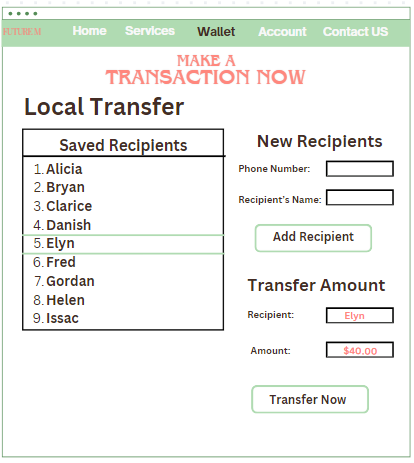 FUTURE M Home Services Wallet Account Contact US
MAKE A
TRANSACTION NOW
Local Transfer
Saved Recipients
1. Alicia
2. Bryan
3. Clarice
4. Danish
5. Elyn
6. Fred
7. Gordan
8. Helen
9. Issac
New Recipients
Phone Number:
Recipient's Name:
Add Recipient
Transfer Amount
Recipient: Elyn
Amount: $40.00
Transfer Now